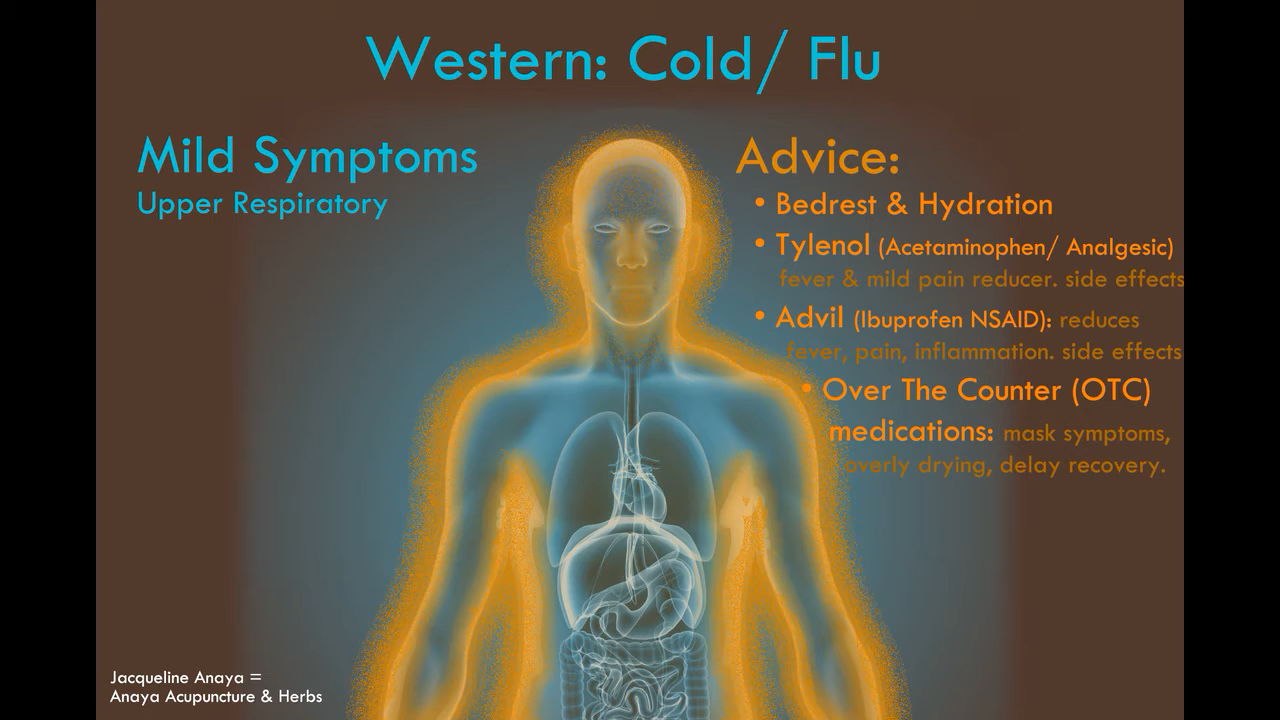 Western: Cold/ Flu
Mild Symptoms
Upper Respiratory
Advice:
• Bedrest & Hydration
• Tylenol (Acetaminophen/ Analgesic)
fever & mild pain reducer. side effects
• Advil (Ibuprofen NSAID): reduces
fever, pain, inflammation. side effects
• Over The Counter (OTC)
medications: mask symptoms,
overly drying, delay recovery.
Jacqueline Anaya =
Anaya Acupuncture & Herbs